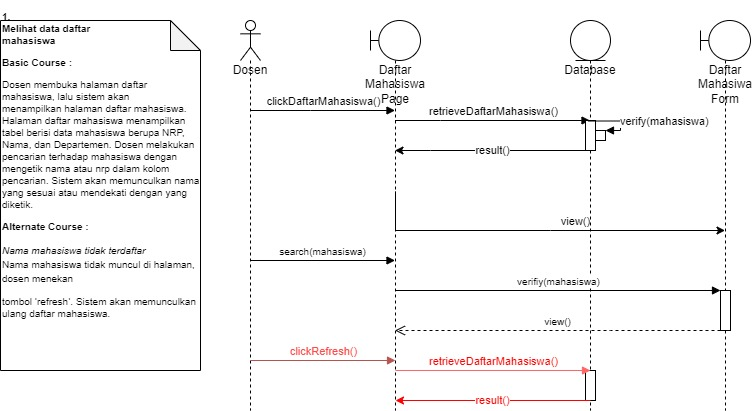 1.
Melihat data daftar
mahasiswa
Basic Course :
Dosen membuka halaman daftar
mahasiswa, lalu sistem akan
menampilkan halaman daftar mahasiswa.
Halaman daftar mahasiswa menampilkan
tabel berisi data mahasiswa berupa NRP,
Nama, dan Departemen. Dosen melakukan
pencarian terhadap mahasiswa dengan
mengetik nama atau nrp dalam kolom
pencarian. Sistem akan memunculkan nama
yang sesuai atau mendekati dengan yang
diketik.
Alternate Course :
Nama mahasiswa tidak terdaftar
Nama mahasiswa tidak muncul di halaman,
dosen menekan
tombol 'refresh'. Sistem akan memunculkan
ulang daftar mahasiswa.
Dosen
Daftar
Mahasiswa
Page
Database
Daftar
Mahasiwa
Form
clickDaftarMahasiswa()
retrieveDaftarMahasiswa()
verify(mahasiswa)
result()
view()
search(mahasiswa)
verifiy(mahasiswa)
view()
clickRefresh()
retrieveDaftarMahasiswa()
result()